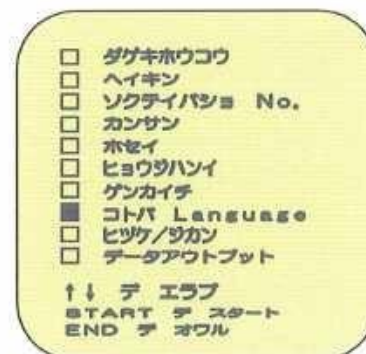 ダゲキホウコウ
ヘイキン
ソクテイバショ No.
カンサン
ホセイ
ヒョウジハンイ
ゲンカイチ
コトバ Language
ヒヅケ/ジカン
データアウトプット
↑↓ デ エラブ
START デ スタート
END デ オワル